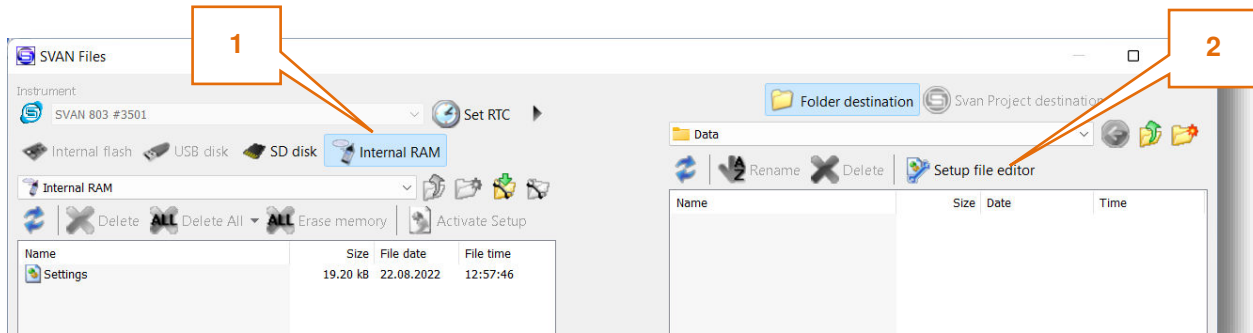 1
2
SVAN Files
Instrument
SVAN 803 #3501
Set RTC
Internal flash USB disk SD disk Internal RAM
Internal RAM
Delete ALL Delete All ALL Erase memory Activate Setup
Name Size File date File time
Settings 19.20 kB 22.08.2022 12:57:46
Folder destination Svan Project destination
Data
A Z Rename Delete Setup file editor
Name Size Date Time